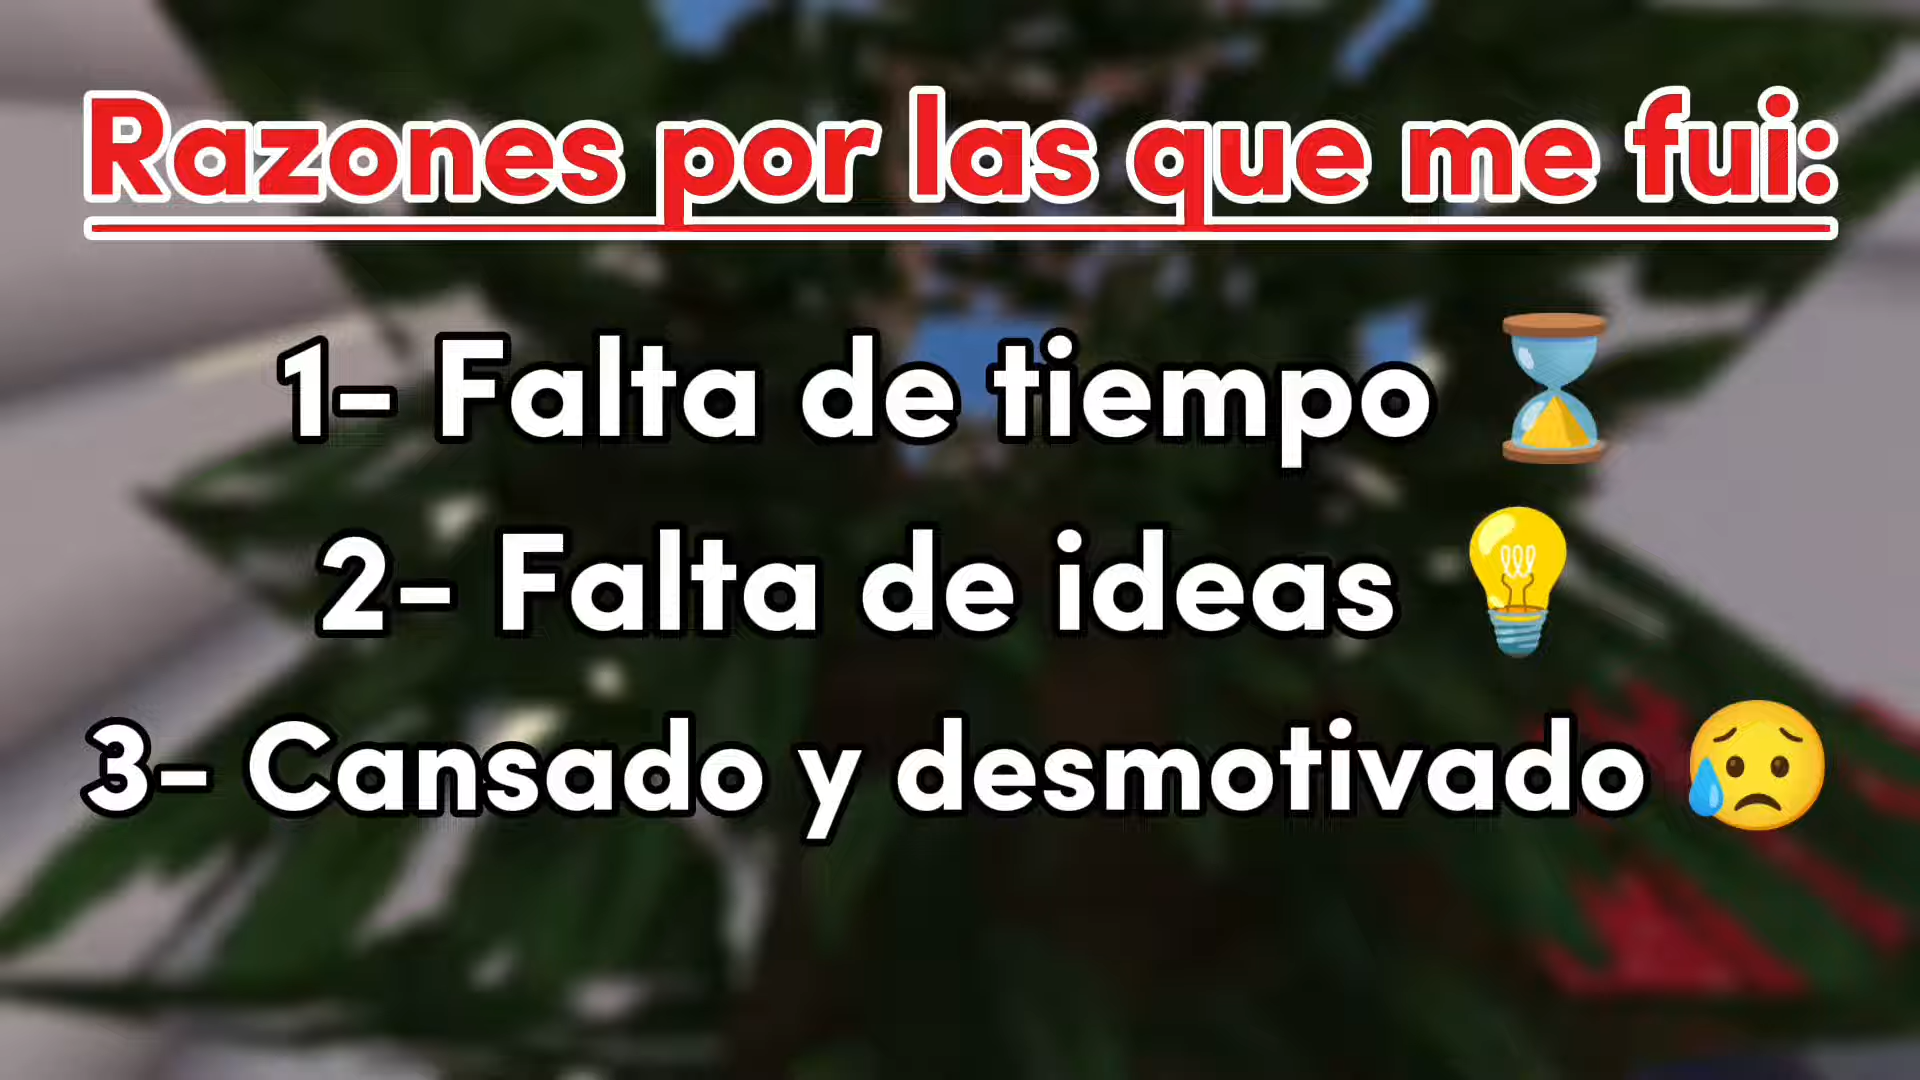 Razones por las que me fui:
1- Falta de tiempo ⏳
2- Falta de ideas 💡
3- Cansado y desmotivado 😥